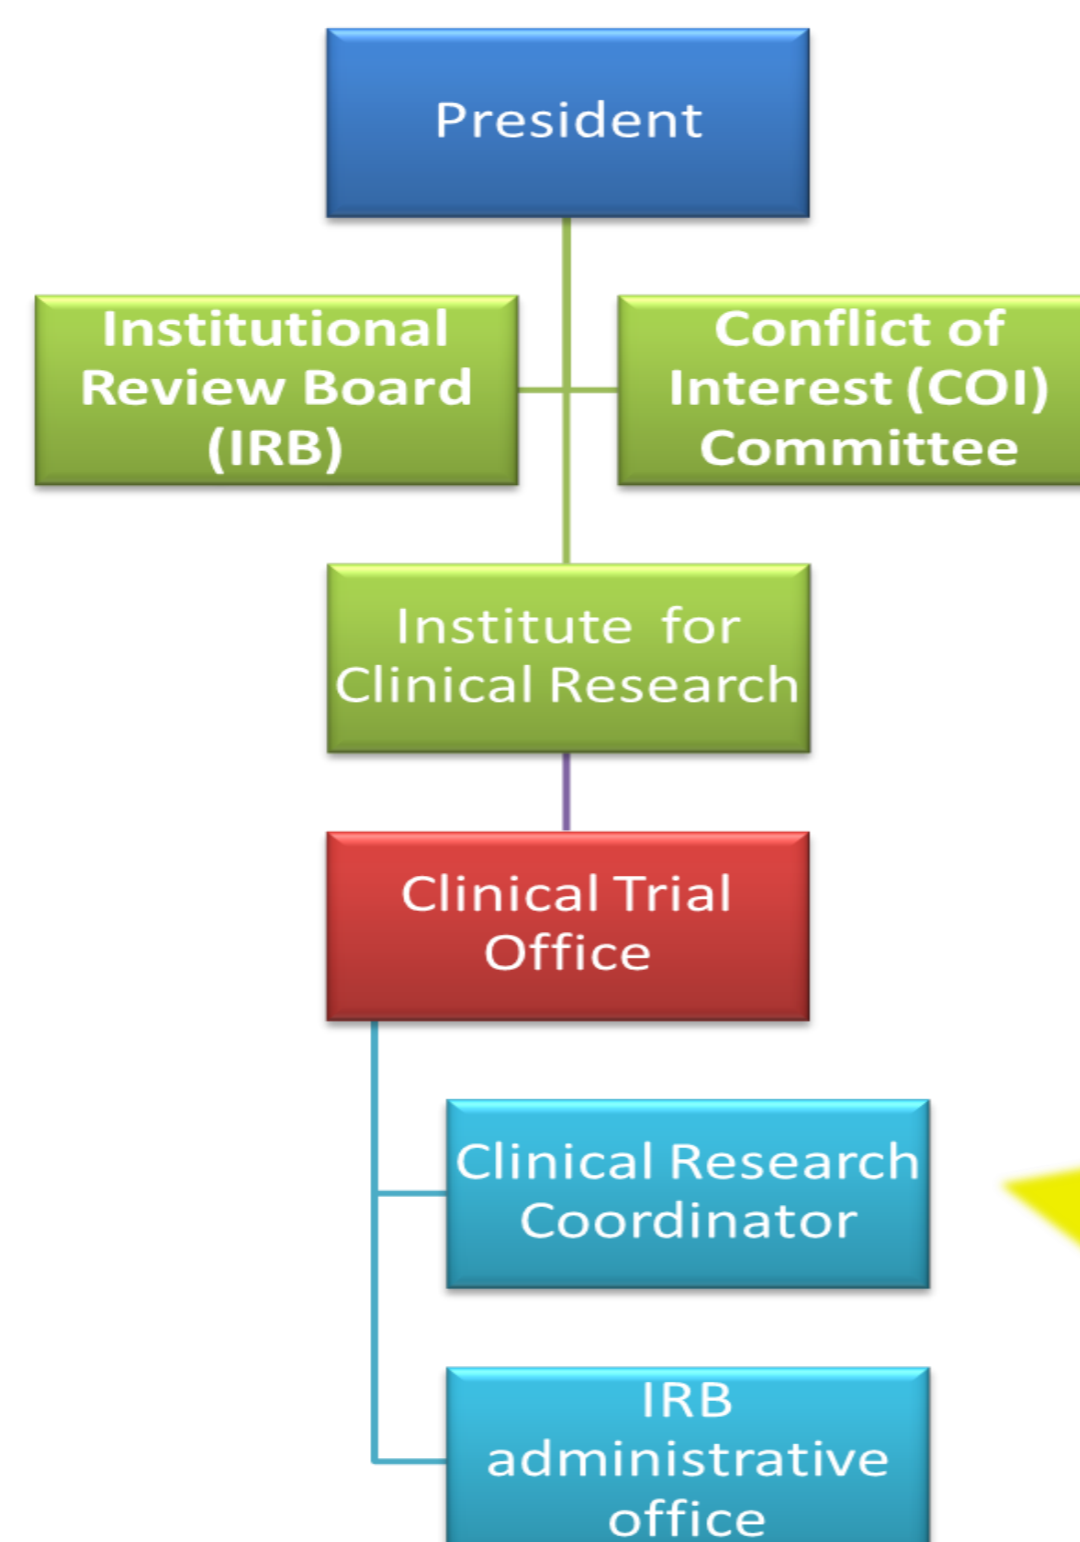 President
Institutional
Review Board
(IRB)
Conflict of
Interest (COI)
Committee
Institute for
Clinical Research
Clinical Trial
Office
Clinical Research
Coordinator
IRB
administrative
office